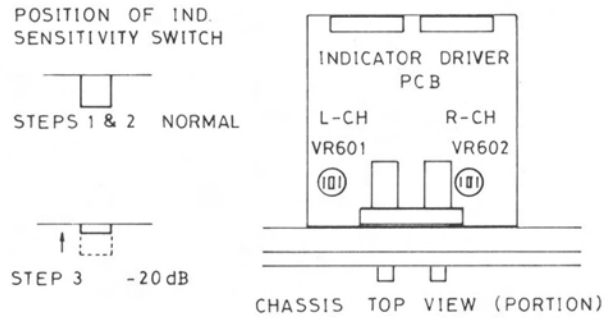 POSITION OF IND.
SENSITIVITY SWITCH
STEPS 1 & 2 NORMAL
STEP 3 -20dB
INDICATOR DRIVER
PCB
L-CH R-CH
VR601 VR602
CHASSIS TOP VIEW (PORTION)